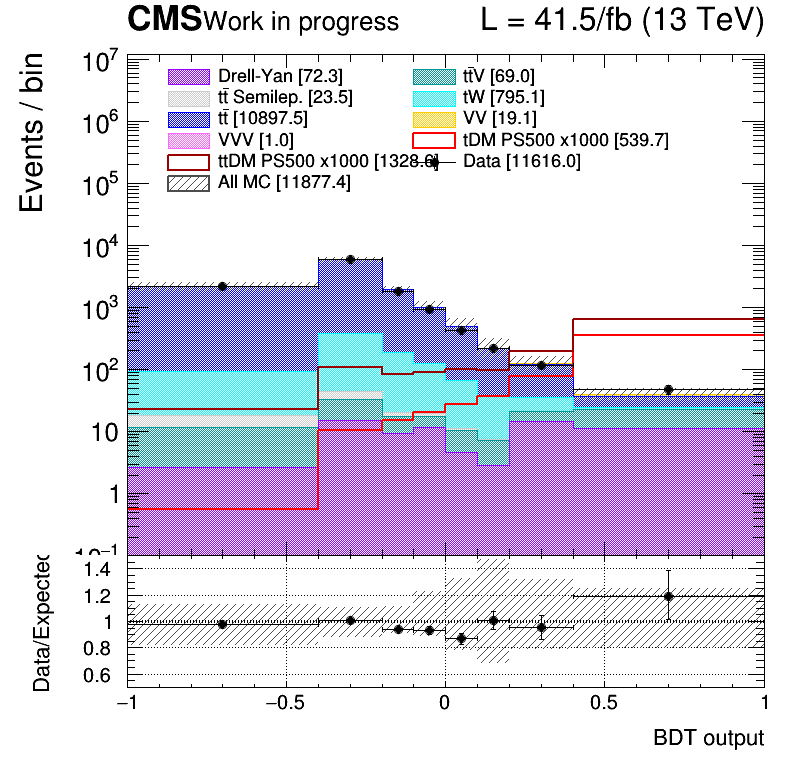 CMS Work in progress L = 41.5/fb (13 TeV)
Events / bin
10⁷
10⁶
10⁵
10⁴
10³
10²
10
1
10⁻¹
Drell-Yan [72.3] tt̄V [69.0]
tt̄ Semilep. [23.5] tW [795.1]
tt̄ [10897.5] VV [19.1]
VVV [1.0] tDM PS500 x1000 [539.7]
ttDM PS500 x1000 [1328.6] Data [11616.0]
All MC [11877.4]
Data/Expected
1.4
1.2
1
0.8
0.6
−1 −0.5 0 0.5 1
BDT output